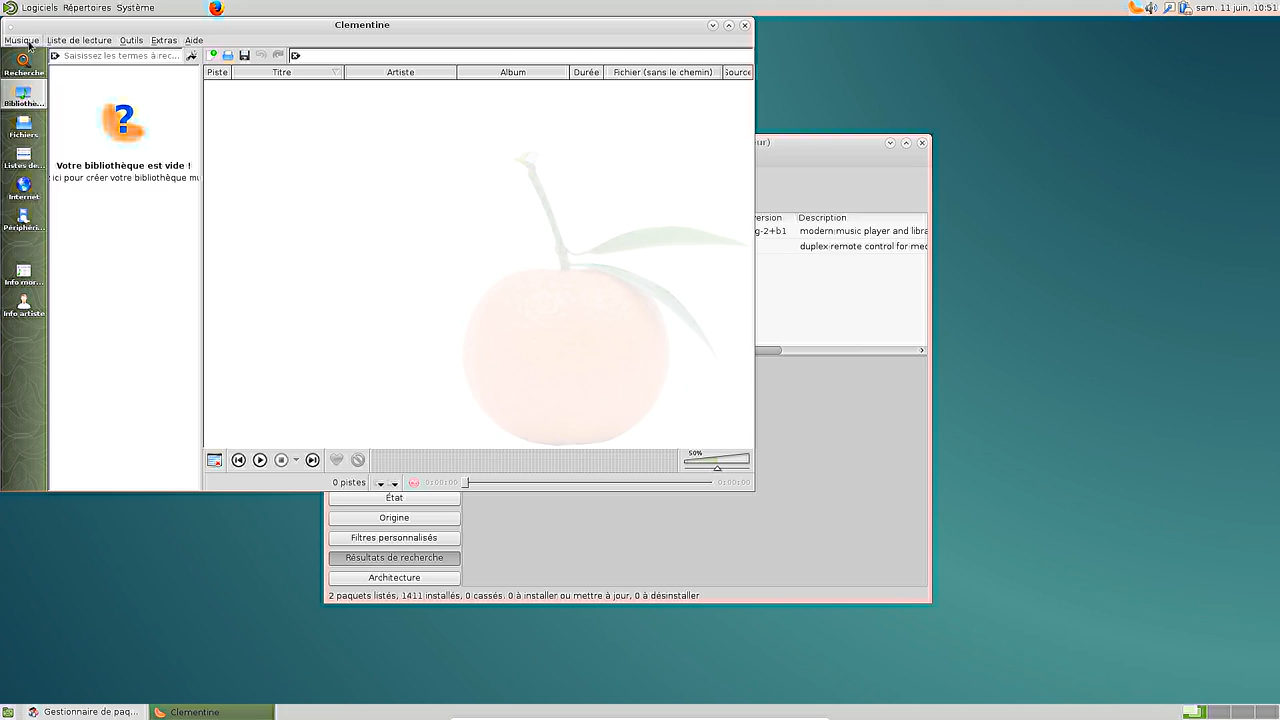 Logiciels Répertoires Système
sam. 11 juin, 10:51
Clementine
Musique Liste de lecture Outils Extras Aide
Saisissez les termes à rec...
Recherche
Bibliothè...
Fichiers
Listes de...
Internet
Périphéri...
Info mor...
Info artiste
Votre bibliothèque est vide !
ici pour créer votre bibliothèque mu
Piste Titre Artiste Album Durée Fichier (sans le chemin) Source
50%
0 pistes
0:00:00
0:00:00
eur)
ersion Description
g-2+b1 modern music player and libra
duplex remote control for med
État
Origine
Filtres personnalisés
Résultats de recherche
Architecture
2 paquets listés, 1411 installés, 0 cassés. 0 à installer ou mettre à jour, 0 à désinstaller
Gestionnaire de paq...
Clementine